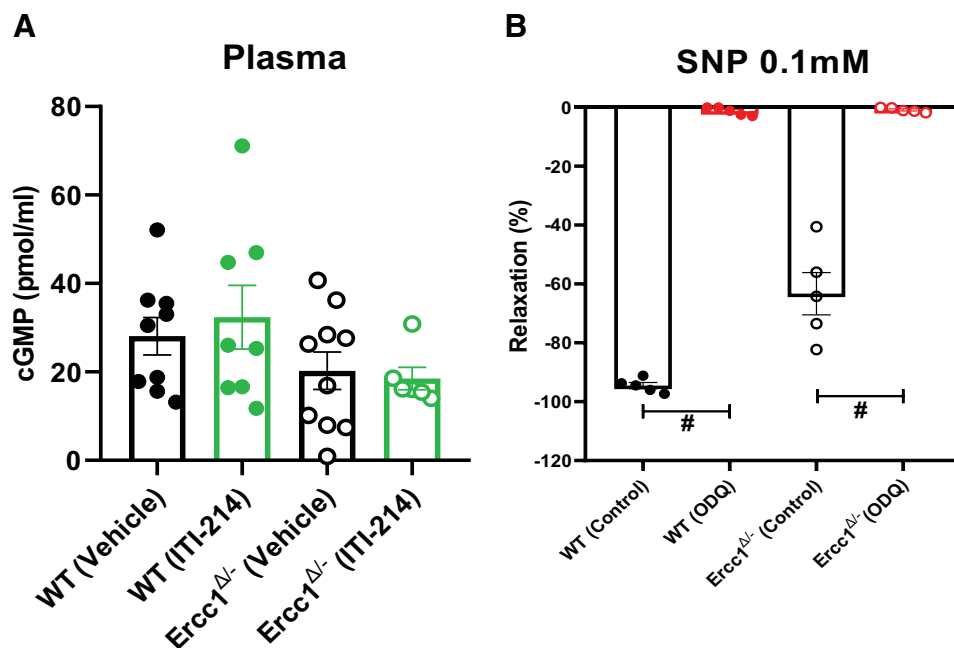 A
Plasma
cGMP (pmol/ml)
80
60
40
20
0
WT (Vehicle)
WT (ITI-214)
Ercc1Δ/- (Vehicle)
Ercc1Δ/- (ITI-214)
B
SNP 0.1mM
Relaxation (%)
0
-20
-40
-60
-80
-100
-120
#
#
WT (Control)
WT (ODQ)
Ercc1Δ/- (Control)
Ercc1Δ/- (ODQ)